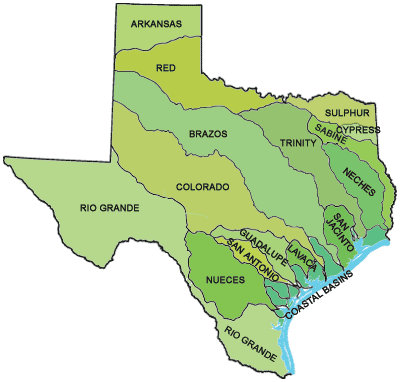 ARKANSAS
RED
SULPHUR
CYPRESS
SABINE
BRAZOS
TRINITY
NECHES
COLORADO
RIO GRANDE
SAN
JACINTO
GUADALUPE
SAN ANTONIO
LAVACA
NUECES
COASTAL BASINS
RIO GRANDE